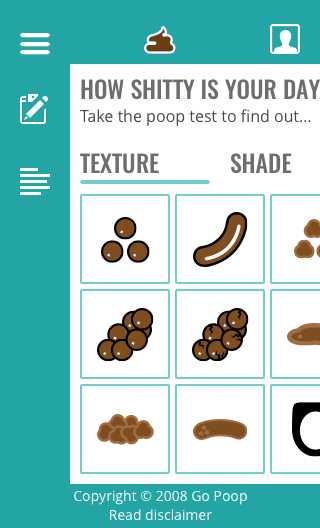 HOW SHITTY IS YOUR DAY
Take the poop test to find out...
TEXTURE
SHADE
Copyright © 2008 Go Poop
Read disclaimer